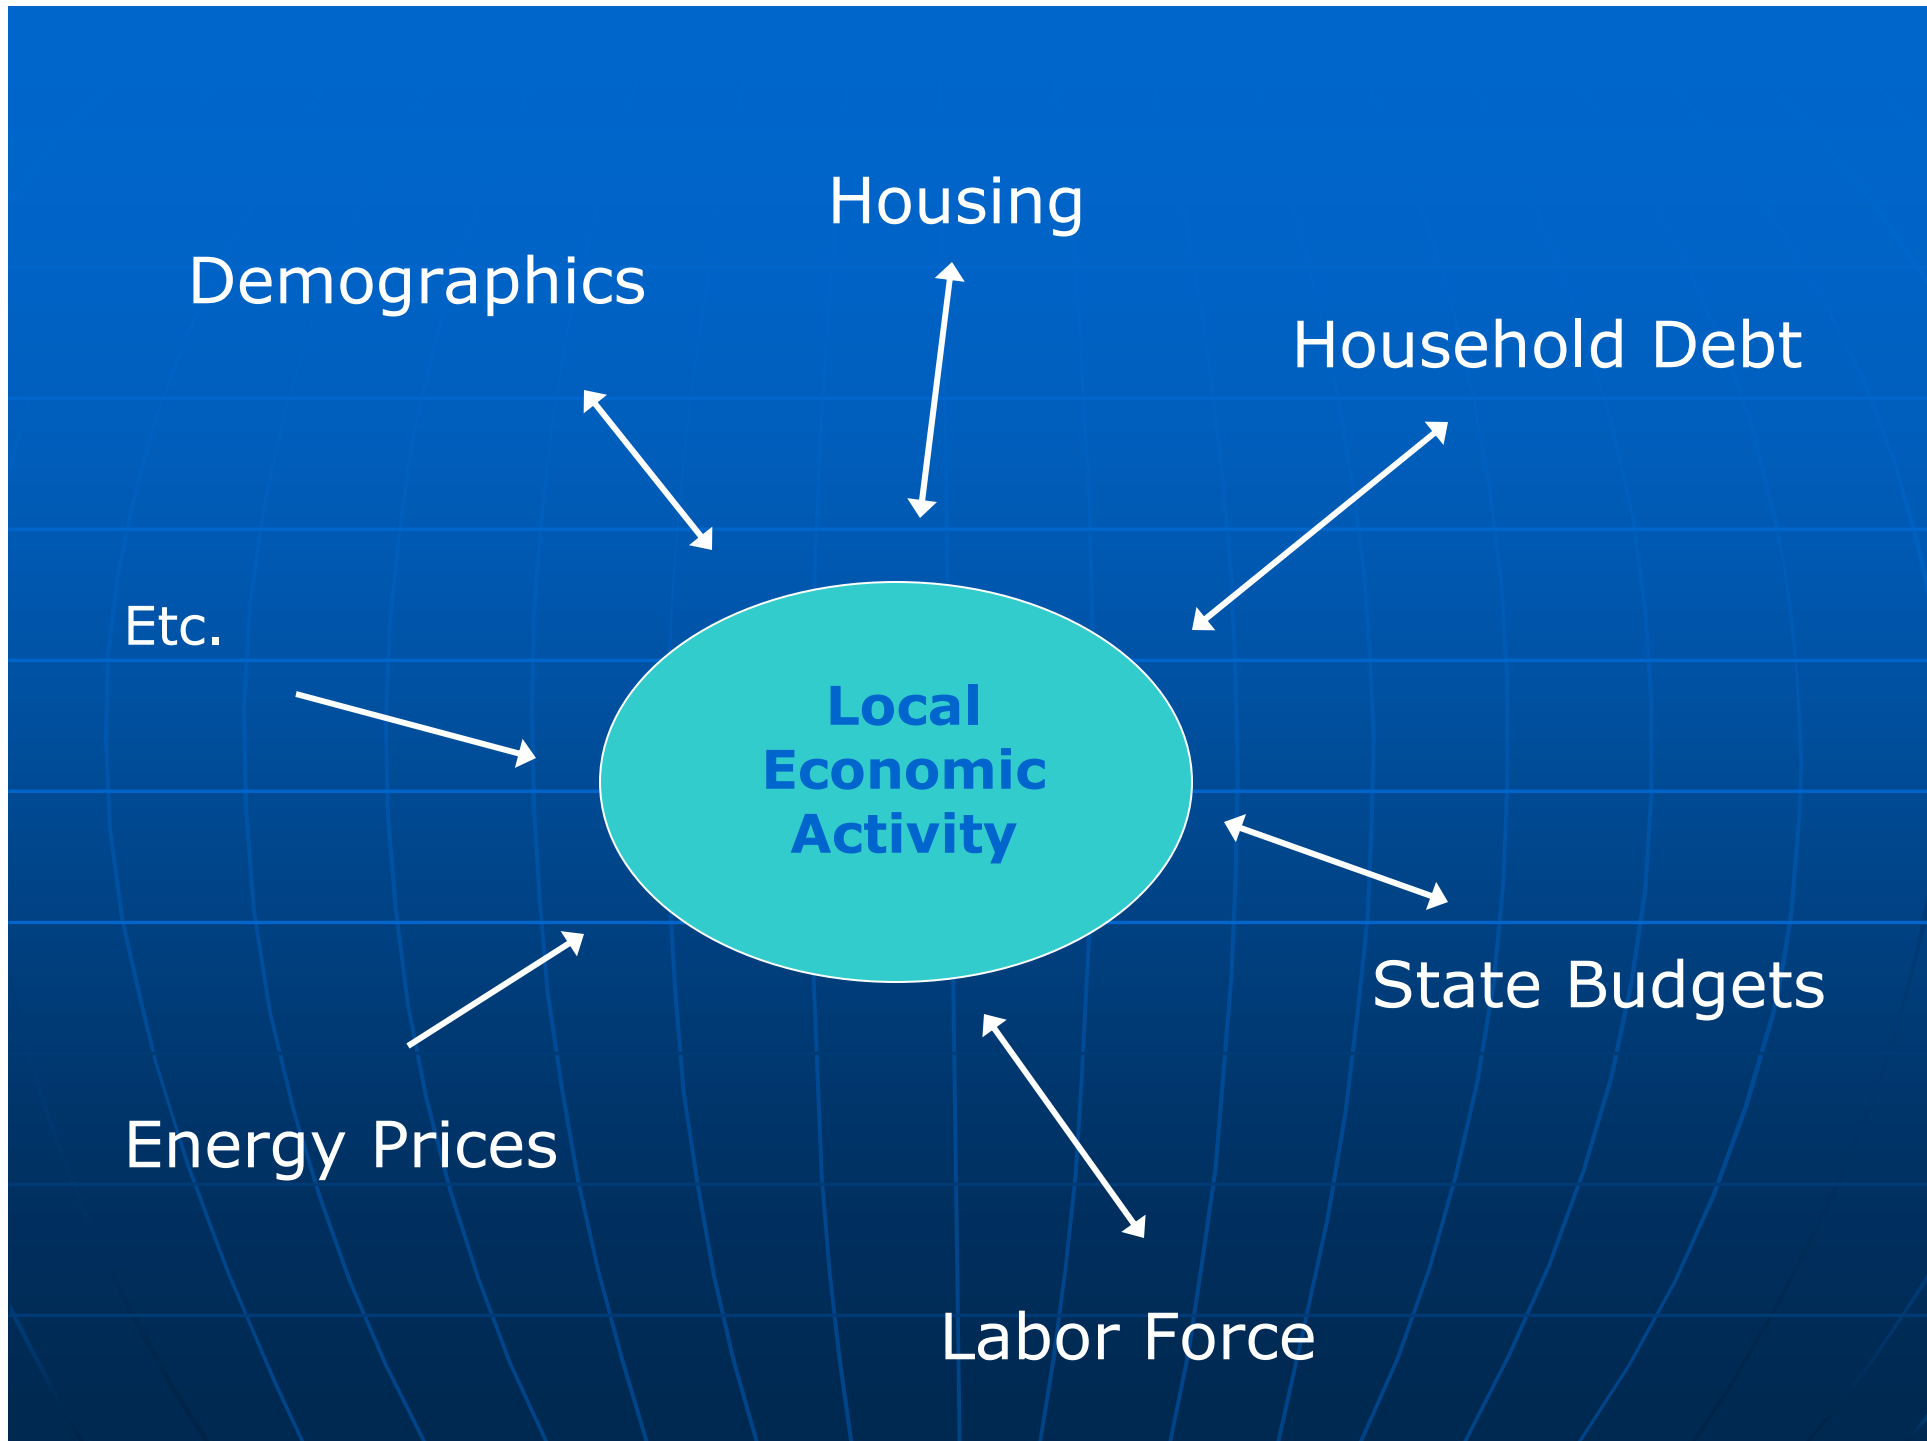 Housing
Demographics
Household Debt
Etc.
Local
Economic
Activity
State Budgets
Energy Prices
Labor Force